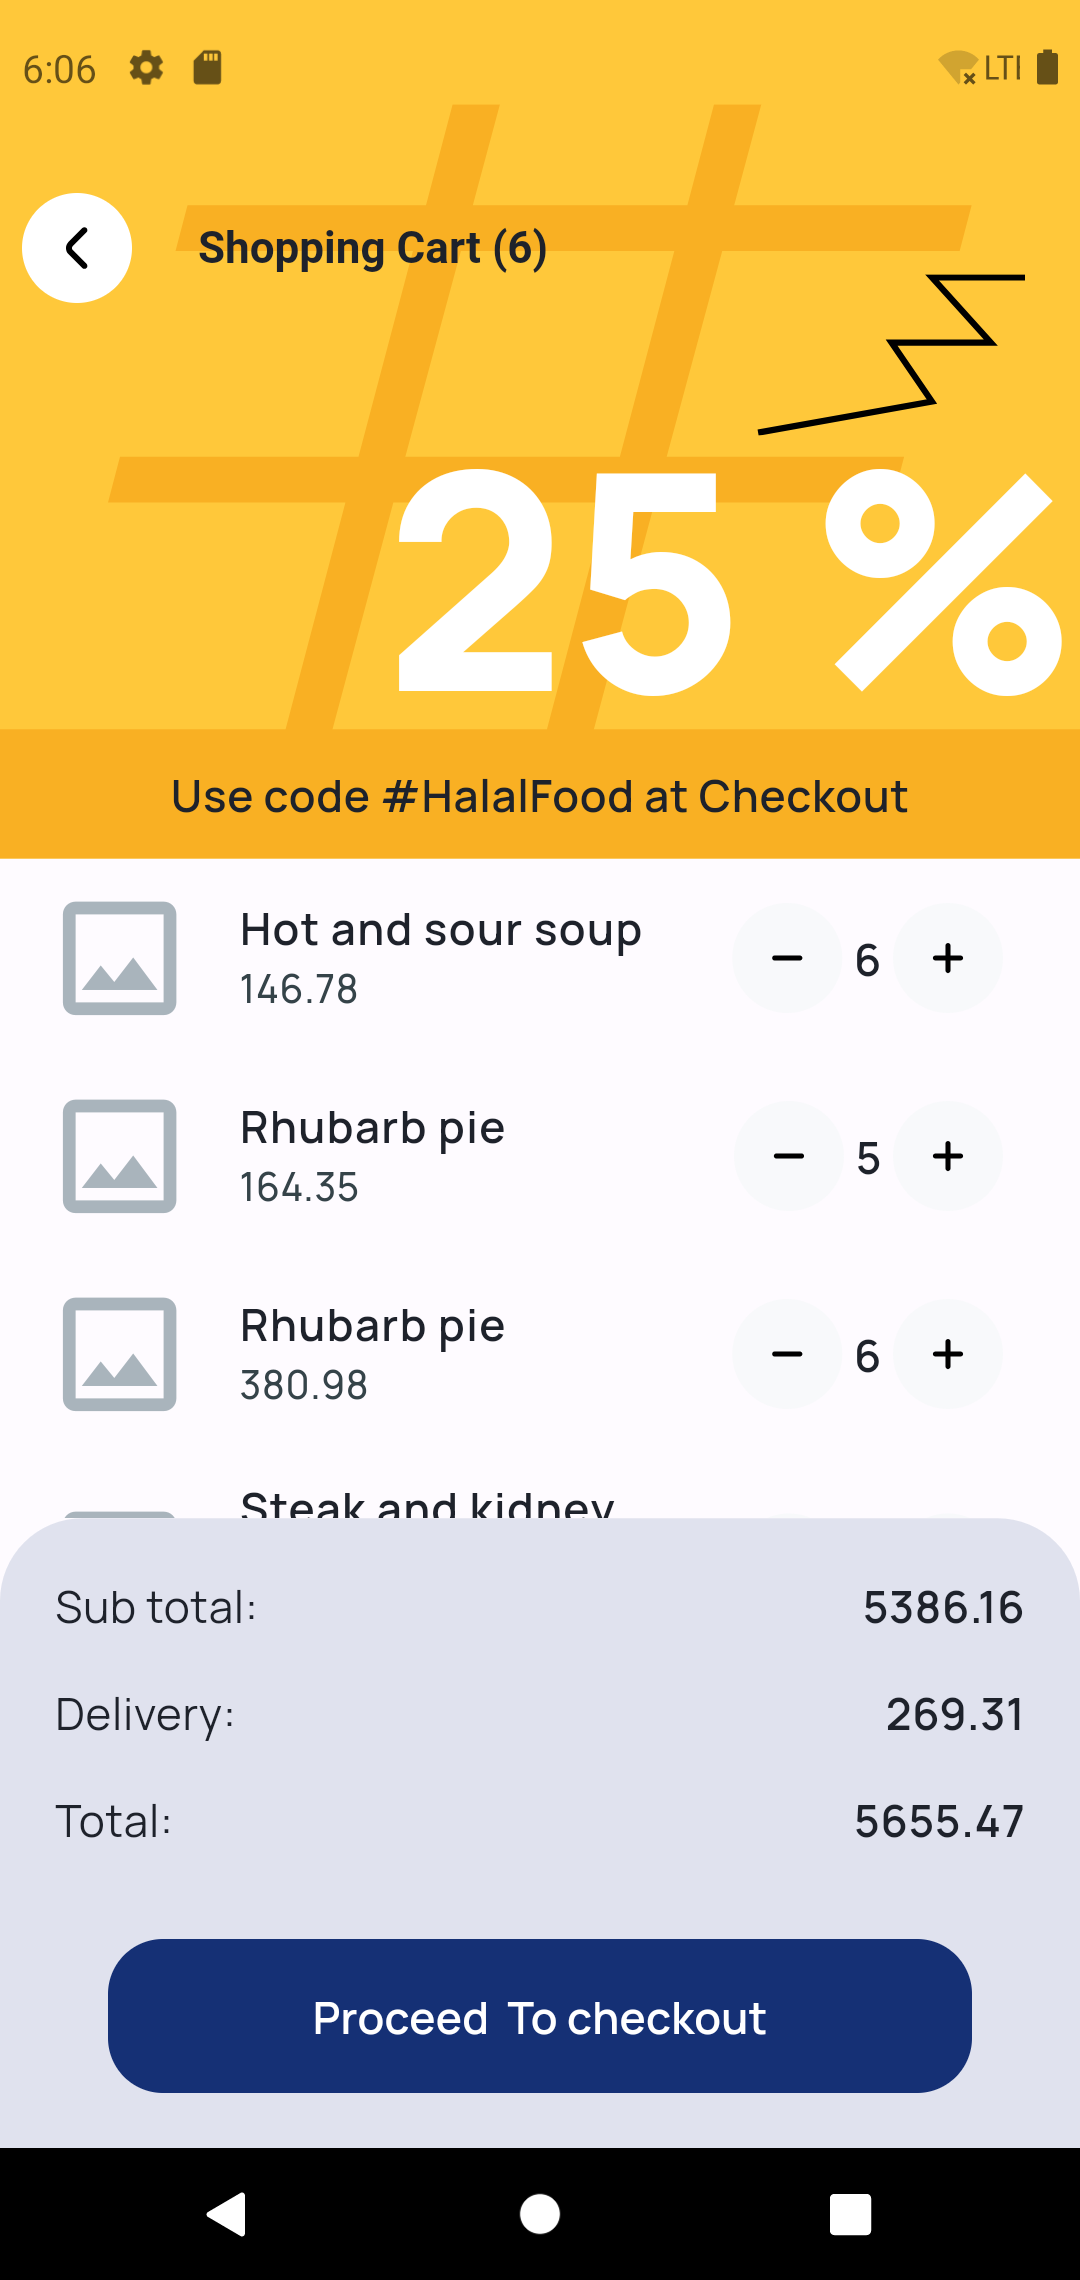 6:06
LTE
Shopping Cart (6)
25 %
Use code #HalalFood at Checkout
Hot and sour soup
146.78
6
Rhubarb pie
164.35
5
Rhubarb pie
380.98
6
Steak and kidney
Sub total:
5386.16
Delivery:
269.31
Total:
5655.47
Proceed To checkout